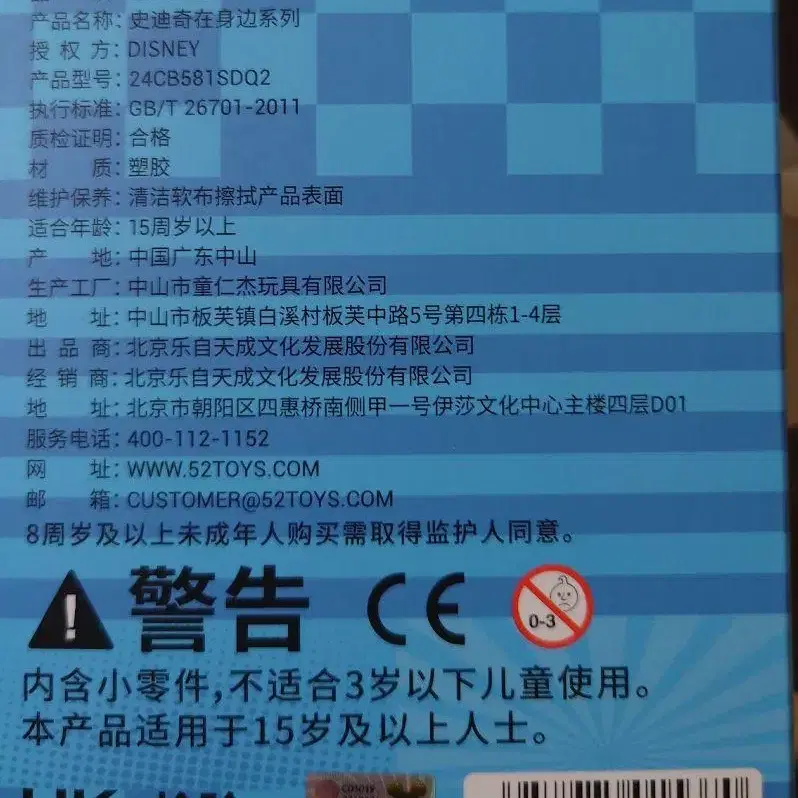 产品名称：史迪奇在身边系列
授权方：DISNEY
产品型号：24CB581SDQ2
执行标准：GB/T 26701-2011
质检证明：合格
材质：塑胶
维护保养：清洁软布擦拭产品表面
适合年龄：15周岁以上
产地：中国广东中山
生产工厂：中山市童仁杰玩具有限公司
地址：中山市板芙镇白溪村板芙中路5号第四栋1-4层
出品商：北京乐自天成文化发展股份有限公司
经销商：北京乐自天成文化发展股份有限公司
地址：北京市朝阳区四惠桥南侧甲一号伊莎文化中心主楼四层D01
服务电话：400-112-1152
网址：WWW.52TOYS.COM
邮箱：CUSTOMER@52TOYS.COM
8周岁及以上未成年人购买需取得监护人同意。
警告 CE 0-3
内含小零件,不适合3岁以下儿童使用。
本产品适用于15岁及以上人士。